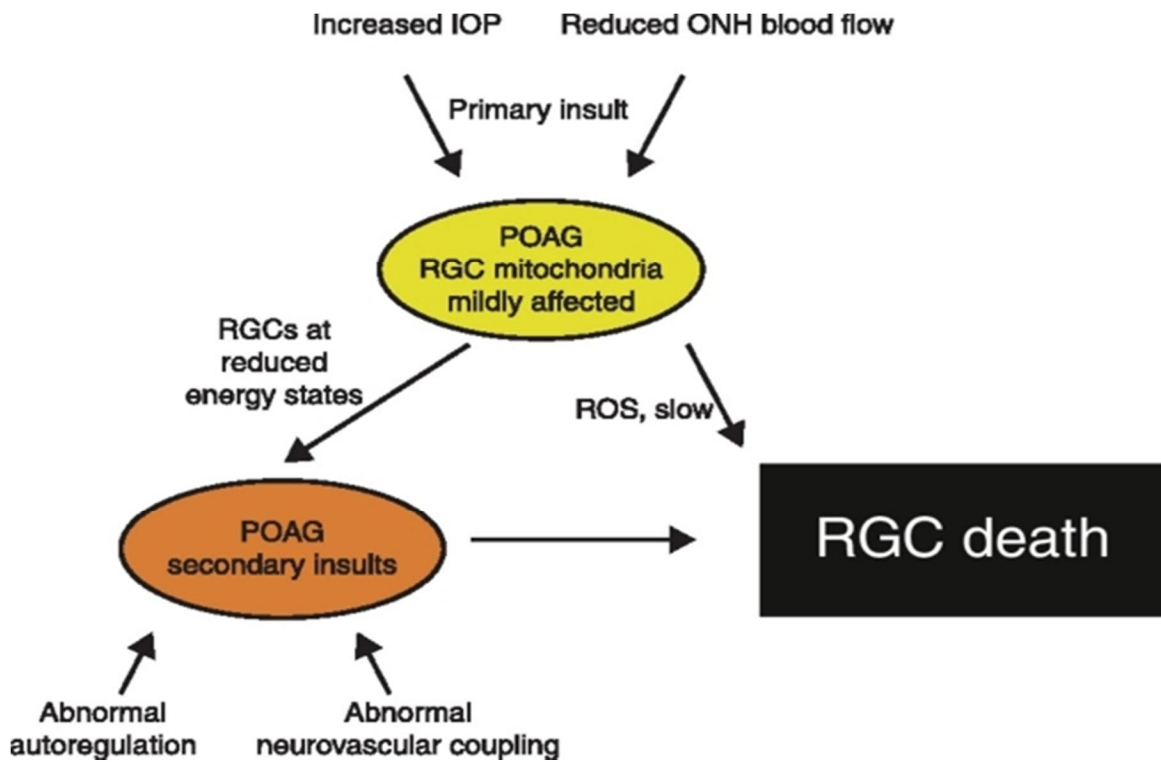 Increased IOP
Reduced ONH blood flow
Primary insult
POAG
RGC mitochondria
mildly affected
RGCs at
reduced
energy states
ROS, slow
POAG
secondary insults
RGC death
Abnormal
autoregulation
Abnormal
neurovascular coupling